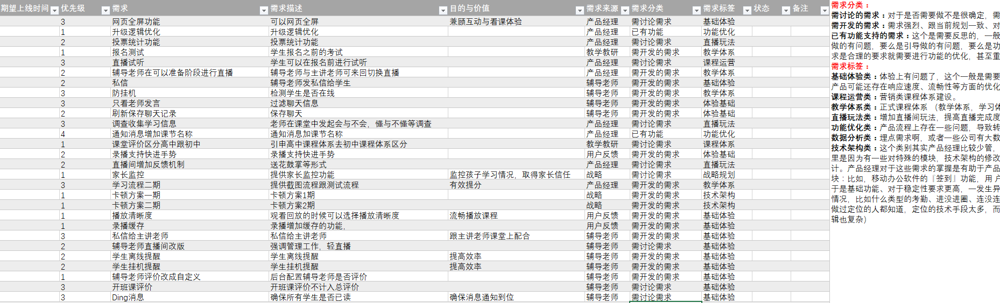 期望上线时间 优先级 需求 需求描述 目的与价值 需求来源 需求分类 需求标签 状态 备注
3 网页全屏功能 可以网页全屏 兼顾互动与看课体验 产品经理 需讨论需求 基础体验
1 升级逻辑优化 升级逻辑优化 产品经理 已有功能 功能优化
2 投票统计功能 投票统计功能 产品经理 需讨论需求 直播玩法
1 报名测试 学生报名之前的考试 教学教研 需开发的需求 教学体系
3 直播试听 学生可以在报名前进行试听 产品经理 需讨论需求 课程运营
2 辅导老师在可以准备阶段进行直播 辅导老师与主讲老师可来回切换直播 产品经理 需开发的需求 教学体系
2 私信 辅导老师发私信给学生 辅导老师 需开发的需求 基础体验
3 防挂机 检测学生是否在线 辅导老师 需开发的需求 教学体系
3 只看老师发言 过滤聊天信息 辅导老师 需开发的需求 体验基础
2 刷新保存聊天记录 保存聊天 辅导老师 需开发的需求 体验基础
3 调查收集学习信息 老师在课堂中发起会与不会，懂与不懂等调查 产品经理 需讨论需求 直播玩法
4 通知消息增加课节名称 通知消息加课节名称 产品经理 已有功能 功能优化
1 课堂评价区分高中跟初中 引申高中课程体系去初中课程体系区分 教学教研 需讨论需求 课程体系
2 录播支持快进手势 录播支持快进手势 用户反馈 需开发的需求 体验基础
2 直播间增加反馈机制 送花鼓掌等形式 产品经理 需讨论需求 直播玩法
1 家长监控 提供家长监控功能 监控孩子学习情况，取得家长信任 战略 需讨论需求 战略规划
3 学习流程二期 提供截图流程跟测试流程 有效提分 产品经理 需开发的需求 教学体系
1 卡顿方案一期 卡顿方案1期 战略 需开发的需求 技术架构
1 卡顿方案二期 卡顿方案2期 战略 需开发的需求 技术架构
1 播放清晰度 观看回放的时候可以选择播放清晰度 流畅播放课程 用户反馈 需开发的需求 基础体验
1 录播缓存 录播增加缓存的功能， 用户反馈 需开发的需求 基础体验
3 私信给主讲老师 私信给主讲老师 跟主讲老师课堂上配合 辅导老师 需开发的需求 基础体验
2 辅导老师直播间改版 强调管理工作，轻直播 辅导老师 需讨论需求 基础体验
2 学生离线提醒 学生离线提醒 提高效率 辅导老师 需开发的需求 基础体验
2 学生挂机提醒 学生挂机提醒 提高效率 辅导老师 需开发的需求 基础体验
1 辅导老师评价改成自定义 后台配置辅导老师是否评价 辅导老师 需开发的需求 基础体验
3 开班课评价 开班课评价不计入总评价 辅导老师 需讨论需求 基础体验
3 Ding消息 确保所有学生是否已读 确保消息通知到位 辅导老师 需讨论需求 基础体验
需求分类：
需讨论的需求：对于是否需要做不是很确定，需
需开发的需求：需求强烈、跟当前规划一致、对
已有功能支持的需求：这个是需要反思的，一般
做的有问题，要么是引导做的有问题，要么是功
求是合理的要求就需要进行功能的优化，甚至重
需求标签：
基础体验类：体验上有问题了，这个一般是需要
产品可能还存在响应速度、流畅性等方面的优化
课程运营类：营销类课程体系建设。
教学体系类：正式课程体系 （教学体系，学习体
直播玩法类：增加直播间玩法，提高直播完成度
功能优化类：产品流程上存在一些问题，导致转
数据分析类：埋点需求啊，或者一些公司有大数
技术架构类：这个类别其实产品经理比较少管，
里是因为有一些对特殊的模块，技术架构的修改
计。产品经理对于这些需求的掌握是有助于产品
块：比如，移动办公软件的『签到』功能，用 户
于是基础功能、对于稳定性要求更高，一发生异
情况，比如什么类型的考勤、进没进圈、连没连
做过定位的人都知道，定位的技术手段太多，而
辑也复杂）